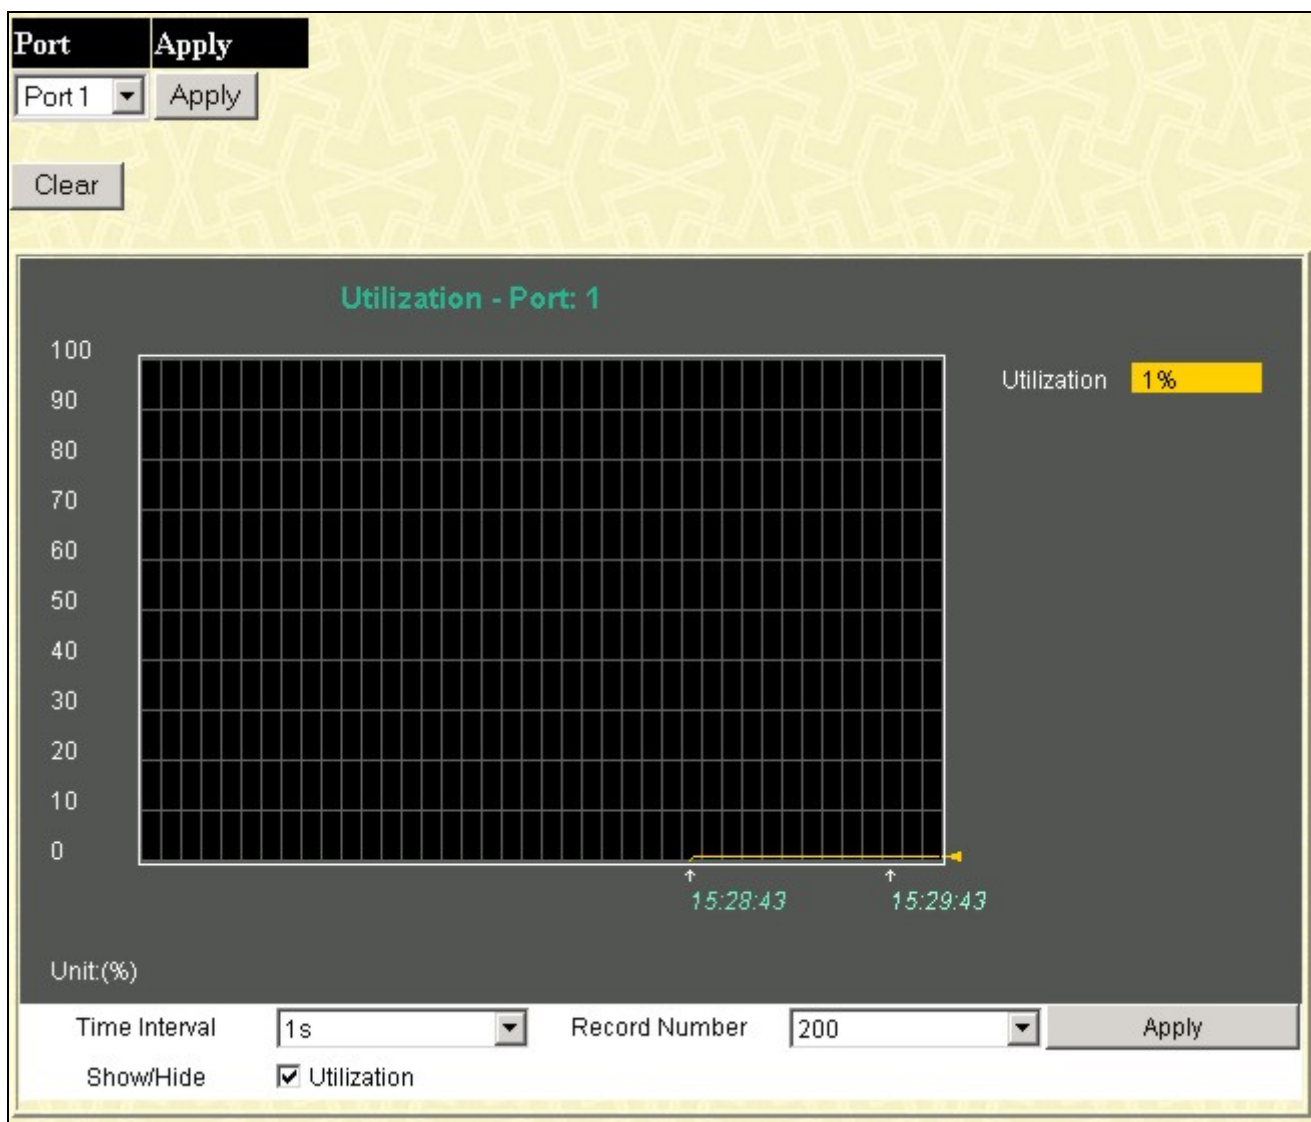 Port Apply
Port 1 Apply
Clear
Utilization - Port: 1
100
Utilization 1%
90
80
70
60
50
40
30
20
10
0
15:28:43 15:29:43
Unit:(%)
Time Interval 1s Record Number 200 Apply
Show/Hide Utilization